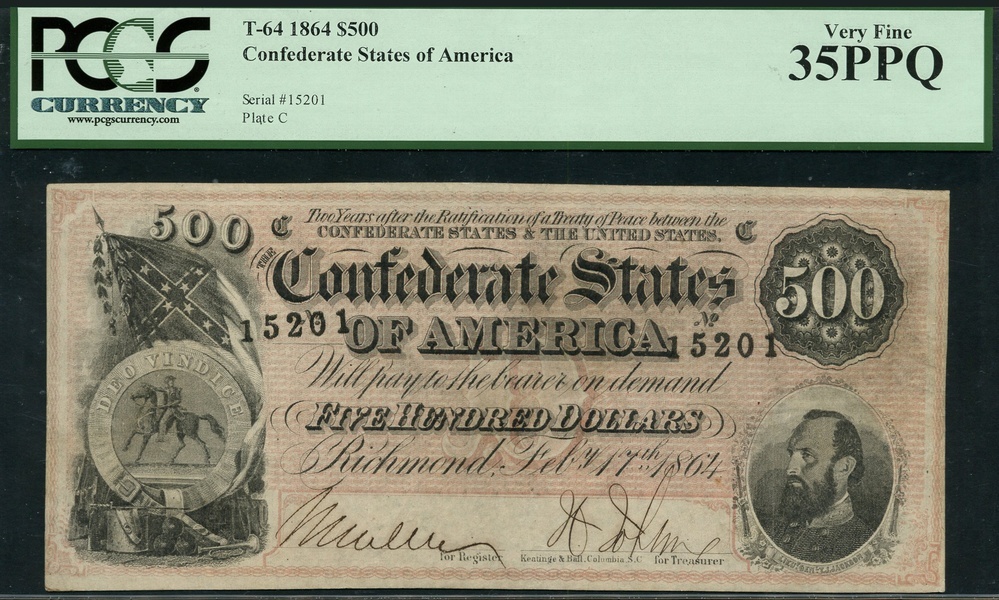 PCGS
CURRENCY
www.pcgscurrency.com
T-64 1864 $500
Confederate States of America
Serial #15201
Plate C
Very Fine
35PPQ
500
C
Two Years after the Ratification of a Treaty of Peace between the
CONFEDERATE STATES & THE UNITED STATES.
C
THE
Confederate States
500
15201
OF AMERICA
No
15201
Will pay to the bearer on demand
FIVE HUNDRED DOLLARS
Richmond, Feby. 17th 1864
DEO VINDICE
for Register
Keatinge & Ball, Columbia, S.C
for Treasurer